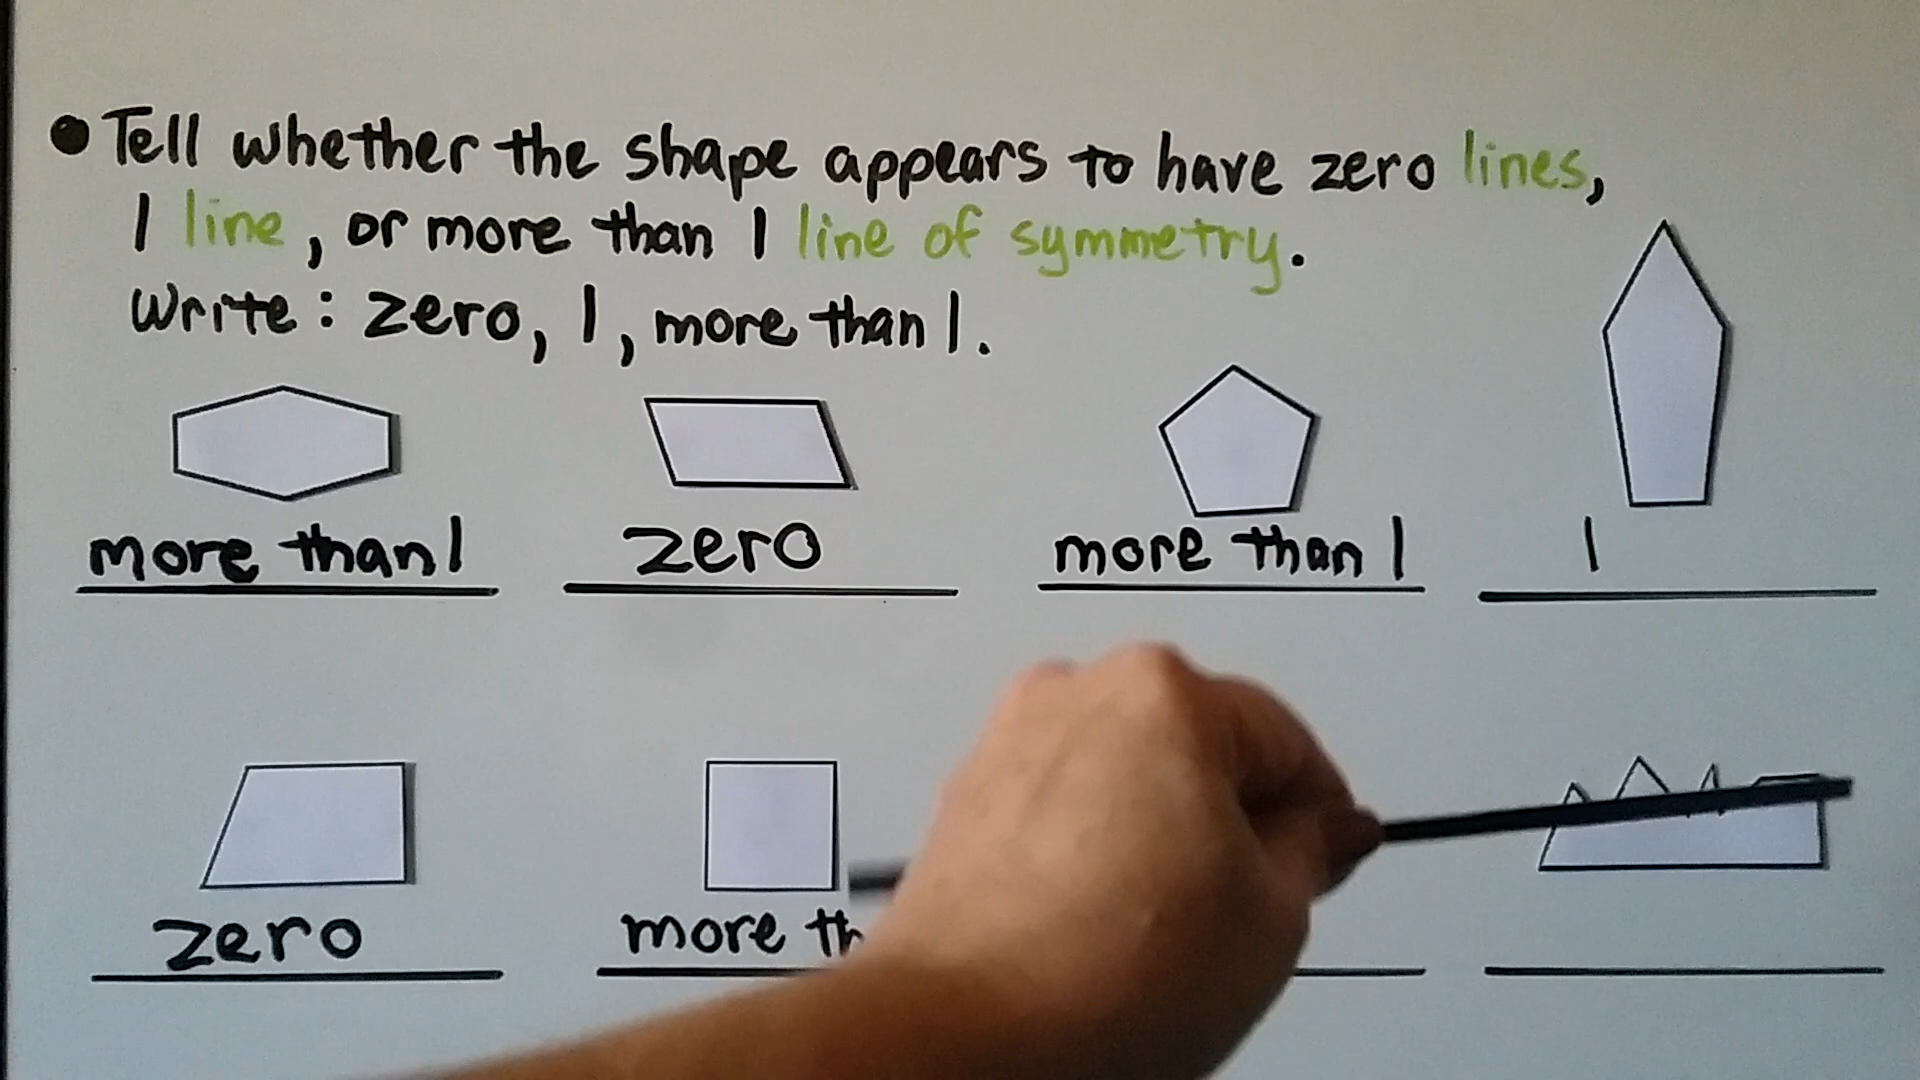 Tell whether the shape appears to have zero lines,
1 line, or more than 1 line of symmetry.
Write: zero, 1, more than 1.
more than 1
zero
more than 1
1
zero
more